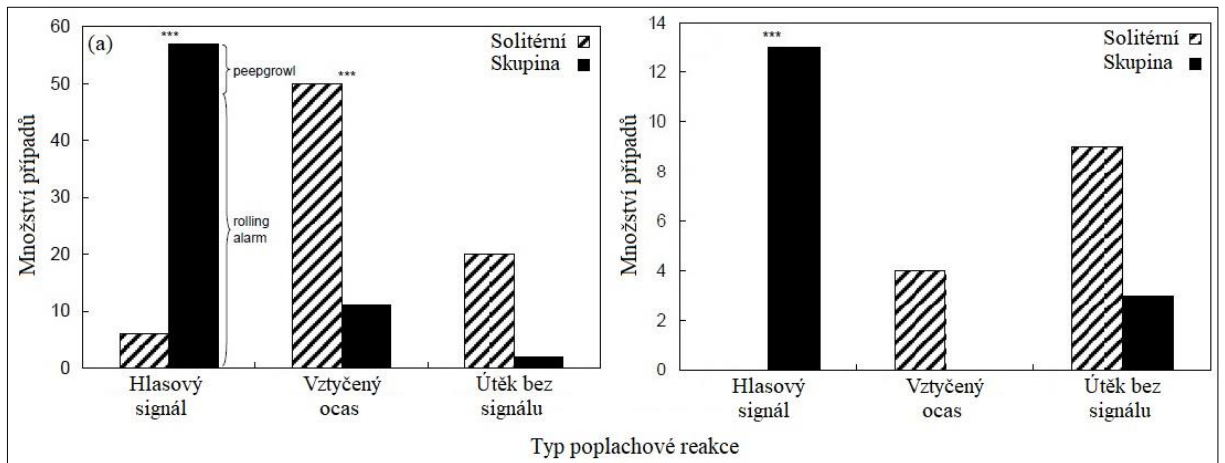 (a)
***
***
Solitérní
Skupina
peepgrowl
rolling
alarm
Množství případů
60
50
40
30
20
10
0
Hlasový
signál
Vztyčený
ocas
Útěk bez
signálu
***
Solitérní
Skupina
Množství případů
14
12
10
8
6
4
2
0
Hlasový
signál
Vztyčený
ocas
Útěk bez
signálu
Typ poplachové reakce